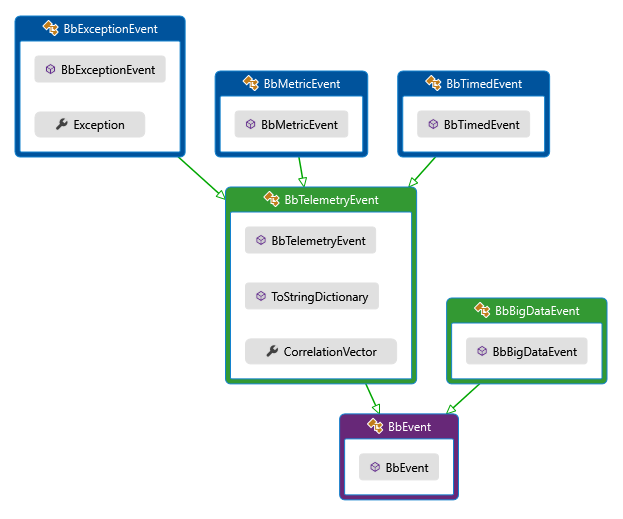 BbExceptionEvent
BbExceptionEvent
Exception
BbMetricEvent
BbMetricEvent
BbTimedEvent
BbTimedEvent
BbTelemetryEvent
BbTelemetryEvent
ToStringDictionary
CorrelationVector
BbBigDataEvent
BbBigDataEvent
BbEvent
BbEvent